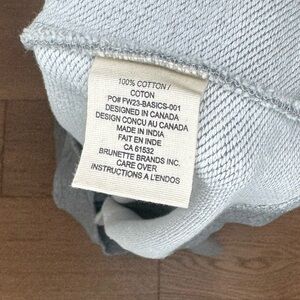 100% COTTON /
COTON
PO# FW23-BASICS-001
DESIGNED IN CANADA
DESIGN CONCU AU CANADA
MADE IN INDIA
FAIT EN INDE
CA 61532
BRUNETTE BRANDS INC.
CARE OVER
INSTRUCTIONS A L'ENDOS